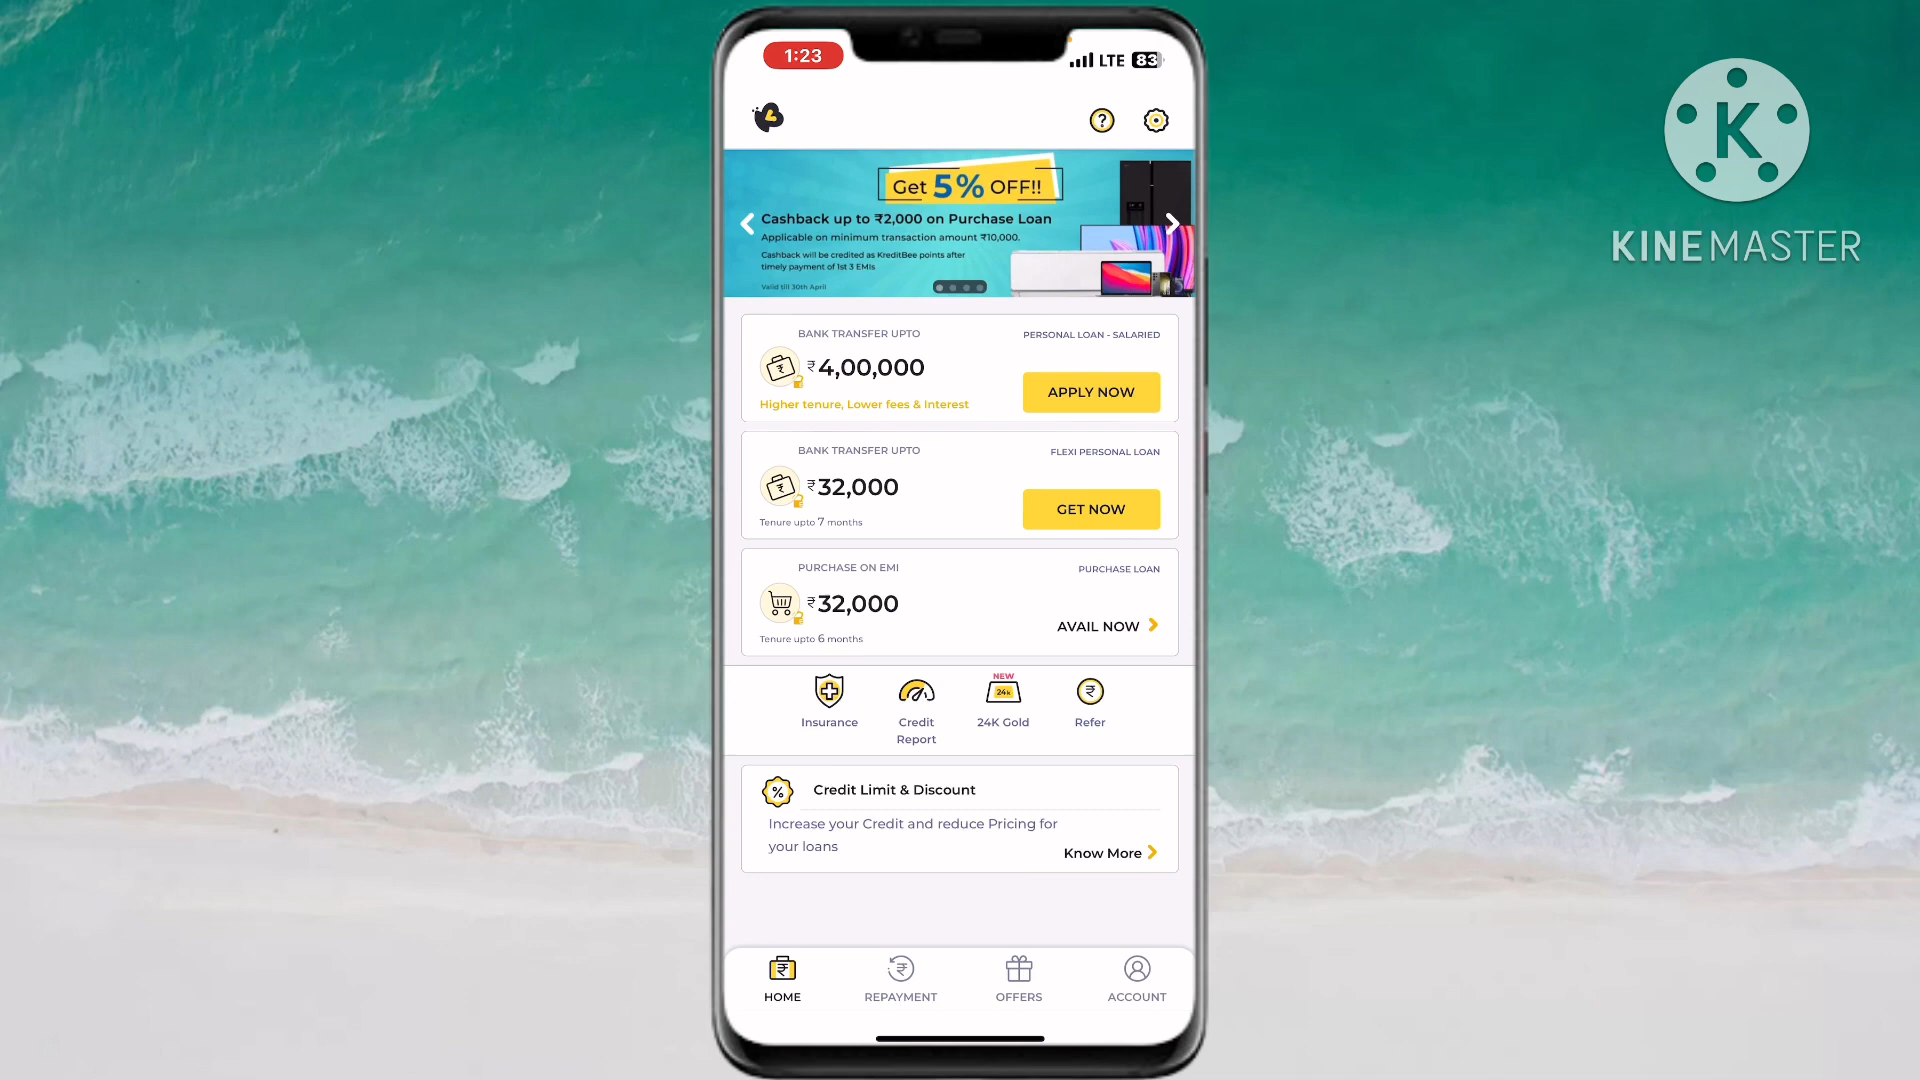 1:23
LTE 83
Get 5% OFF!!
Cashback up to ₹2,000 on Purchase Loan
Applicable on minimum transaction amount ₹10,000.
Cashback will be credited as KreditBee points after
timely payment of 1st 3 EMIs
Valid till 30th April
BANK TRANSFER UPTO
PERSONAL LOAN - SALARIED
₹4,00,000
APPLY NOW
Higher tenure, Lower fees & Interest
BANK TRANSFER UPTO
FLEXI PERSONAL LOAN
₹32,000
GET NOW
Tenure upto 7 months
PURCHASE ON EMI
PURCHASE LOAN
₹32,000
AVAIL NOW
Tenure upto 6 months
NEW
24k
Insurance
Credit
Report
24K Gold
Refer
Credit Limit & Discount
Increase your Credit and reduce Pricing for
your loans
Know More
HOME
REPAYMENT
OFFERS
ACCOUNT
K
KINEMASTER